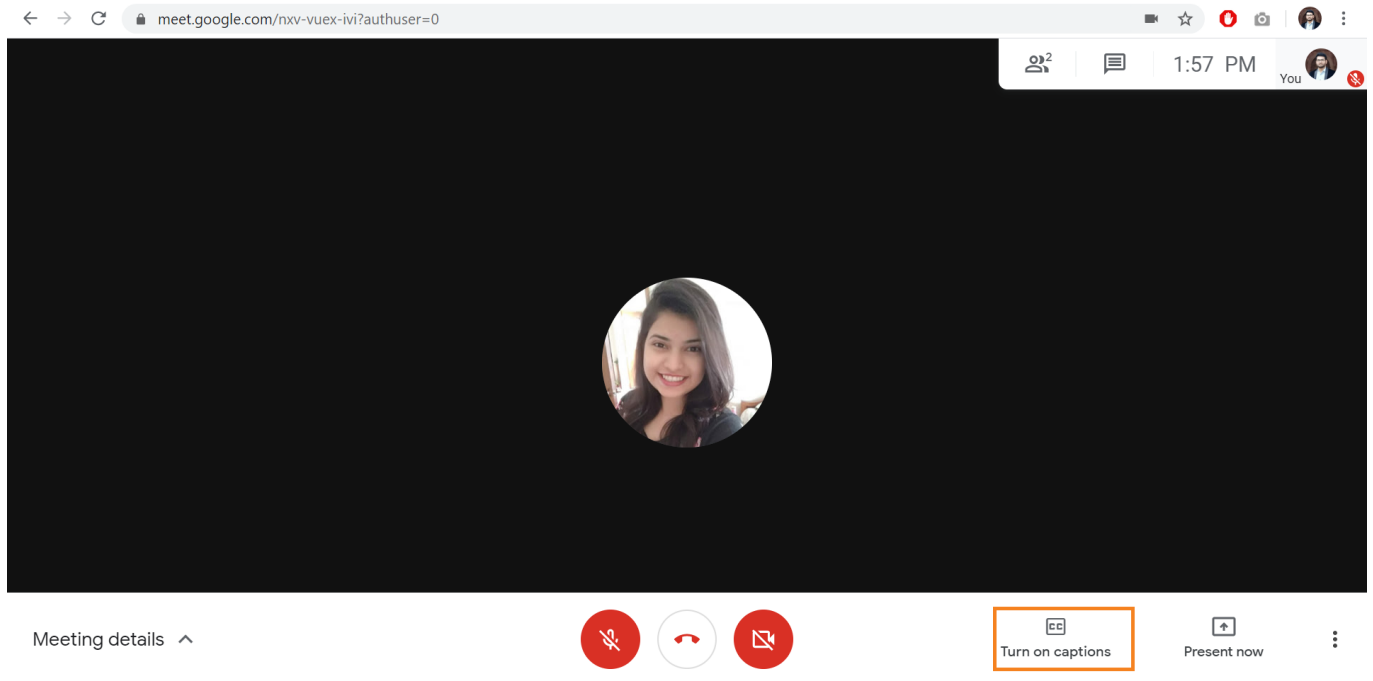 meet.google.com/nxv-vuex-ivi?authuser=0
2
1:57 PM
You
Meeting details
CC
Turn on captions
Present now